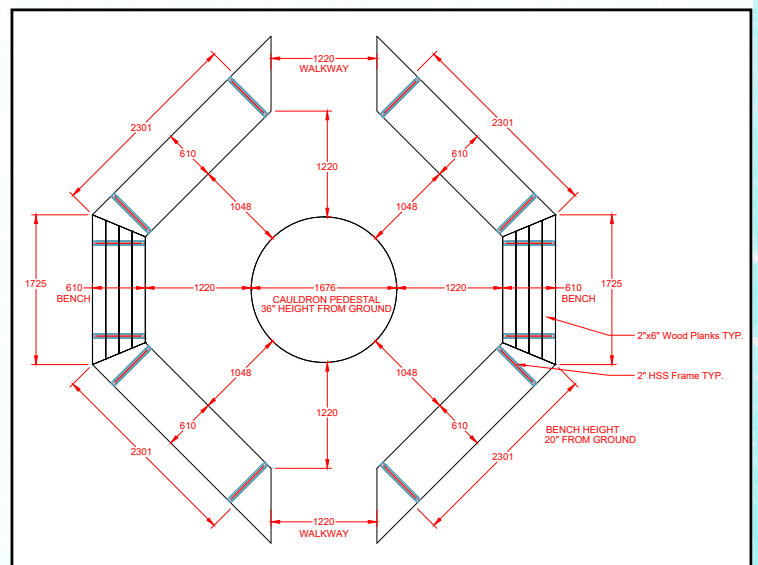 1220
WALKWAY
2301
2301
610
1220
610
1048
1048
1725
610
BENCH
1220
1676
CAULDRON PEDESTAL
36" HEIGHT FROM GROUND
1220
610
BENCH
1725
2"x6" Wood Planks TYP.
1048
1048
2" HSS Frame TYP.
1220
610
610
BENCH HEIGHT
20" FROM GROUND
2301
2301
1220
WALKWAY